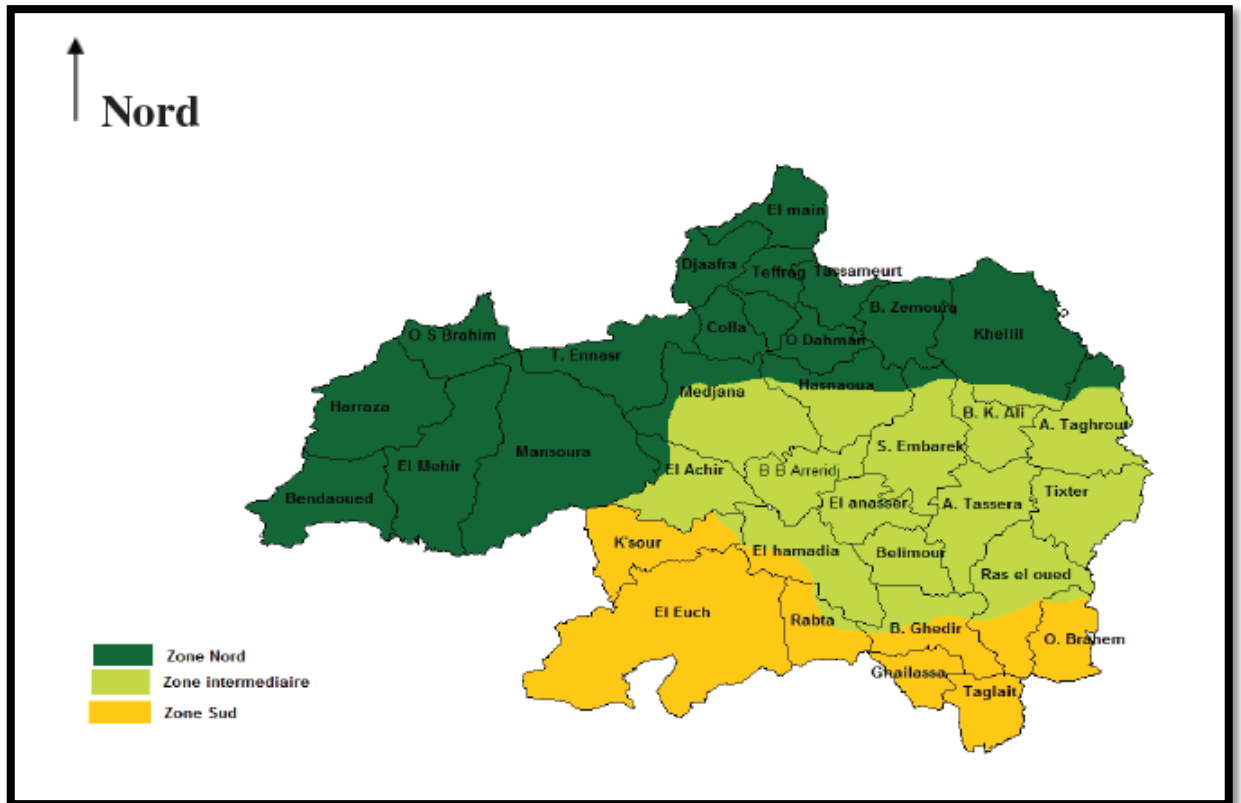 Nord
El main
Djaafra
Teffreg
Tassameurt
B. Zemoura
Colla
O Dahman
Khellil
O S Brahim
T. Ennasr
Medjana
Hasnaoua
Harraza
B. K. Ali
A. Taghrout
Mansoura
S. Embarek
El Mehir
El Achir
B B Arreridj
Bendaoued
El anasser
A. Tassera
Tixter
K'sour
El hamadia
Belimour
Ras el oued
El Euch
Rabta
B. Ghedir
O. Brahem
Ghailassa
Taglait
Zone Nord
Zone intermediaire
Zone Sud